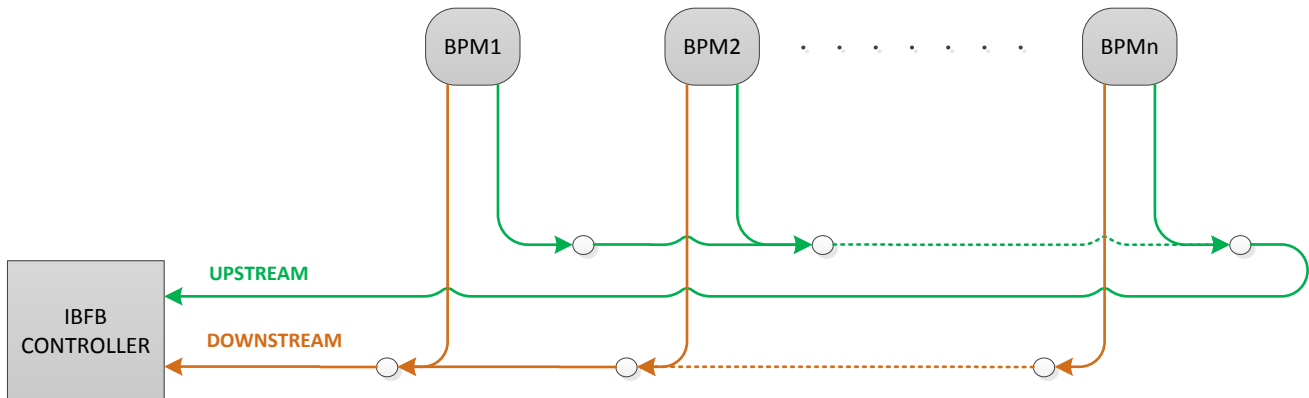 BPM1
BPM2
. . . . . . .
BPMn
UPSTREAM
IBFB
CONTROLLER
DOWNSTREAM